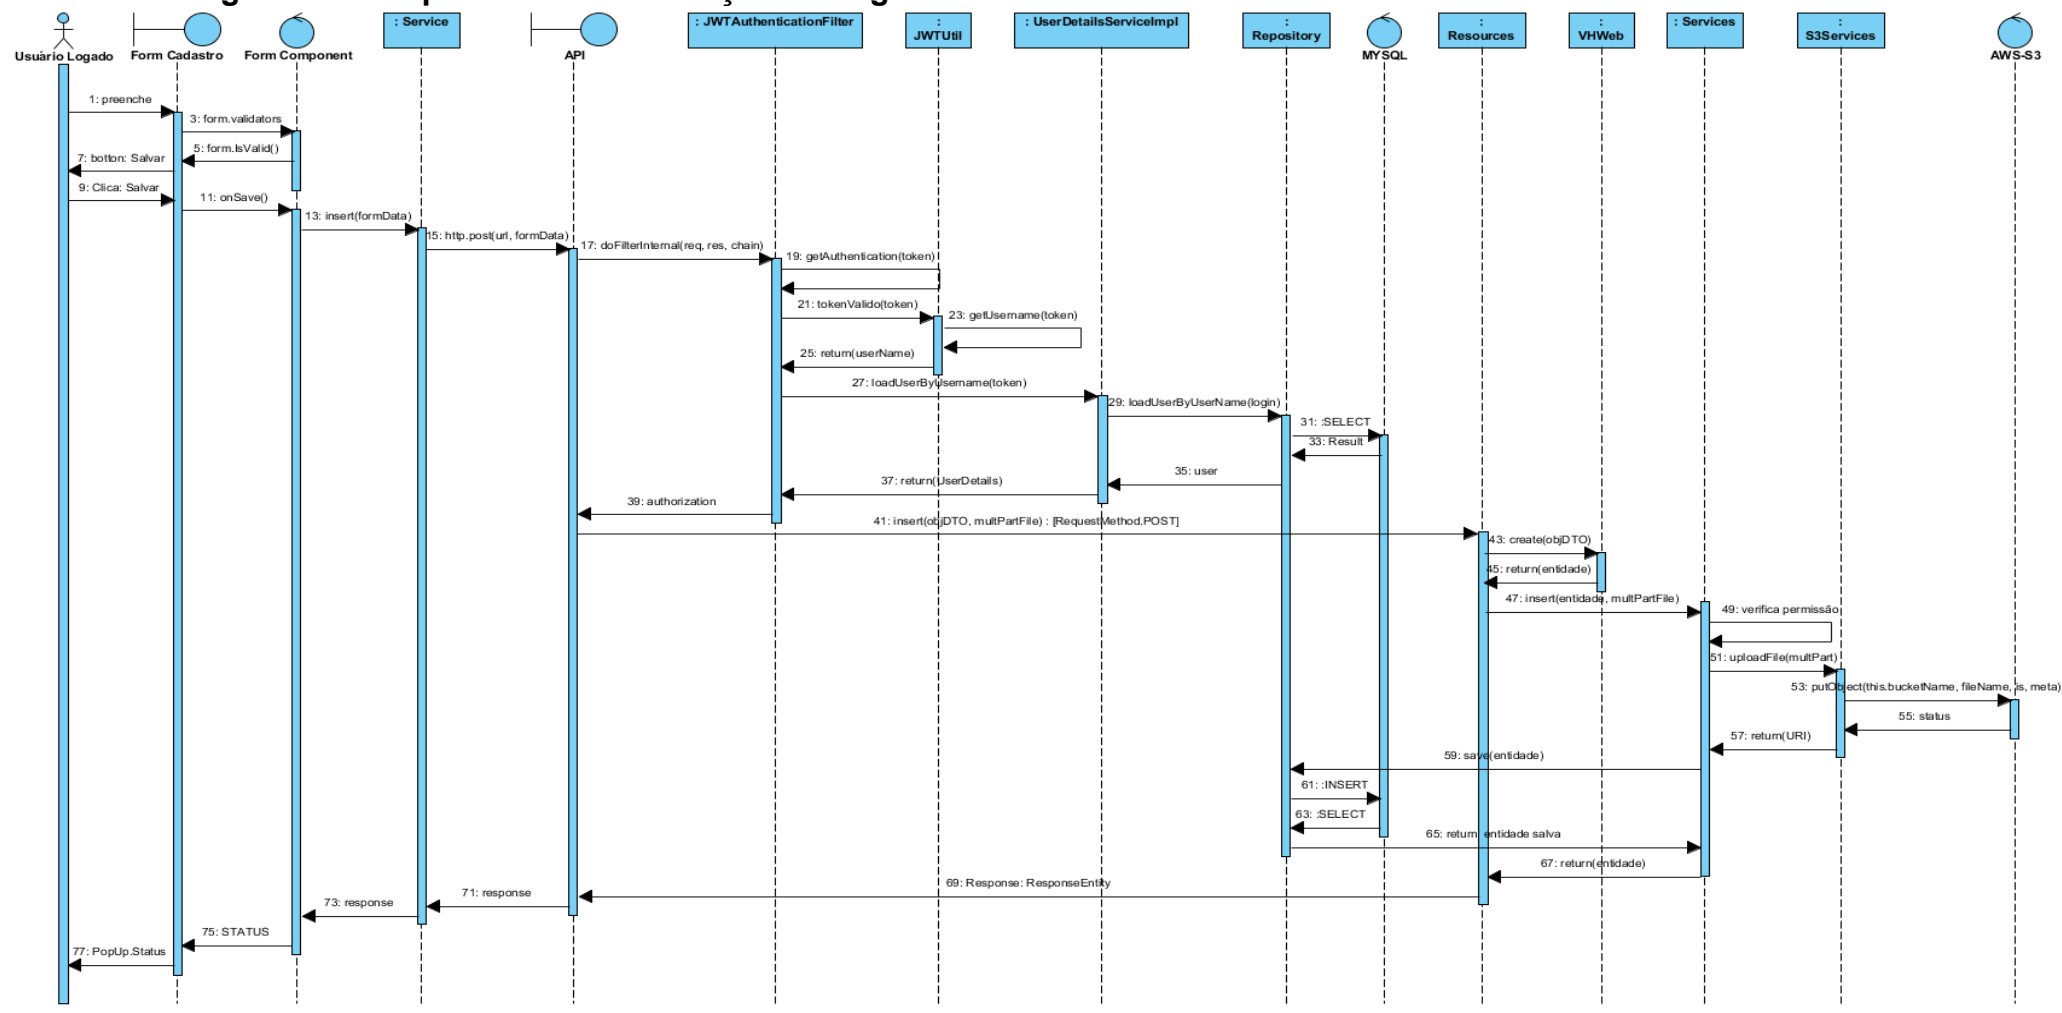 : Service
: JWTAuthenticationFilter
:
JWTUtil
: UserDetailsServiceImpl
:
Repository
:
Resources
:
VHWeb
: Services
:
S3Services
Usuário Logado
Form Cadastro
Form Component
API
MYSQL
AWS-S3
1: preenche
3: form.validators
5: form.IsValid()
7: botton: Salvar
9: Clica: Salvar
11: onSave()
13: insert(formData)
15: http.post(url, formData)
17: doFilterInternal(req, res, chain)
19: getAuthentication(token)
21: tokenValido(token)
23: getUsername(token)
25: return(userName)
27: loadUserByUsername(token)
29: loadUserByUserName(login)
31: :SELECT
33: Result
35: user
37: return(UserDetails)
39: authorization
41: insert(objDTO, multPartFile) : [RequestMethod.POST]
43: create(objDTO)
45: return(entidade)
47: insert(entidade, multPartFile)
49: verifica permissão
51: uploadFile(multPart)
53: putObject(this.bucketName, fileName, is, meta)
55: status
57: return(URI)
59: save(entidade)
61: :INSERT
63: :SELECT
65: return entidade salva
67: return(entidade)
69: Response: ResponseEntity
71: response
73: response
75: STATUS
77: PopUp.Status